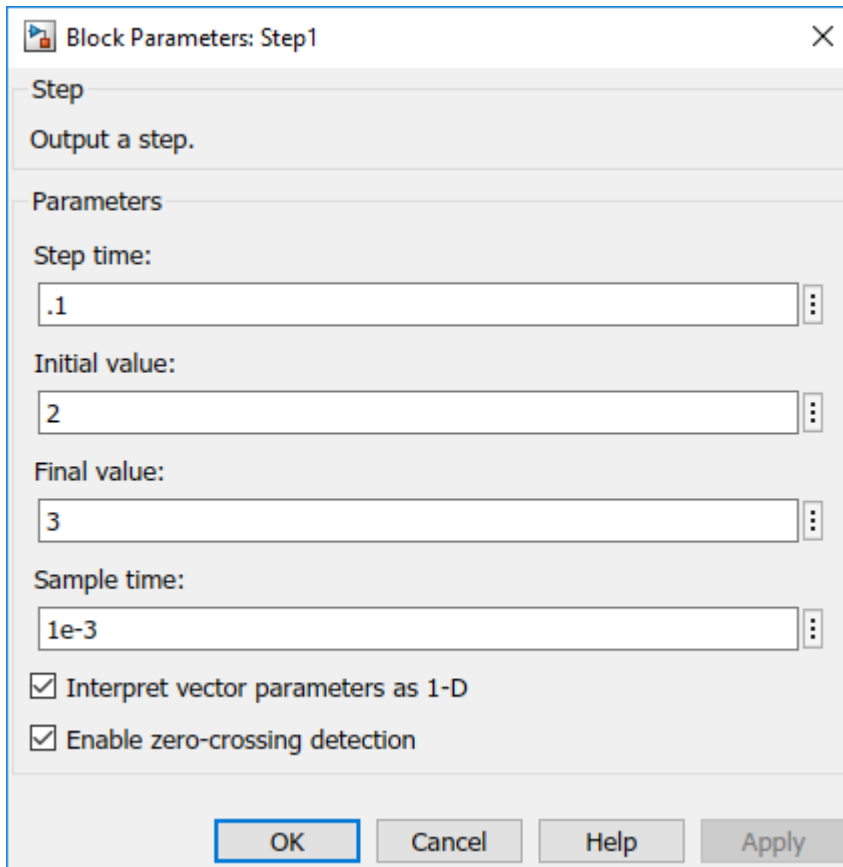 Block Parameters: Step1
Step
Output a step.
Parameters
Step time:
.1
Initial value:
2
Final value:
3
Sample time:
1e-3
Interpret vector parameters as 1-D
Enable zero-crossing detection
OK Cancel Help Apply